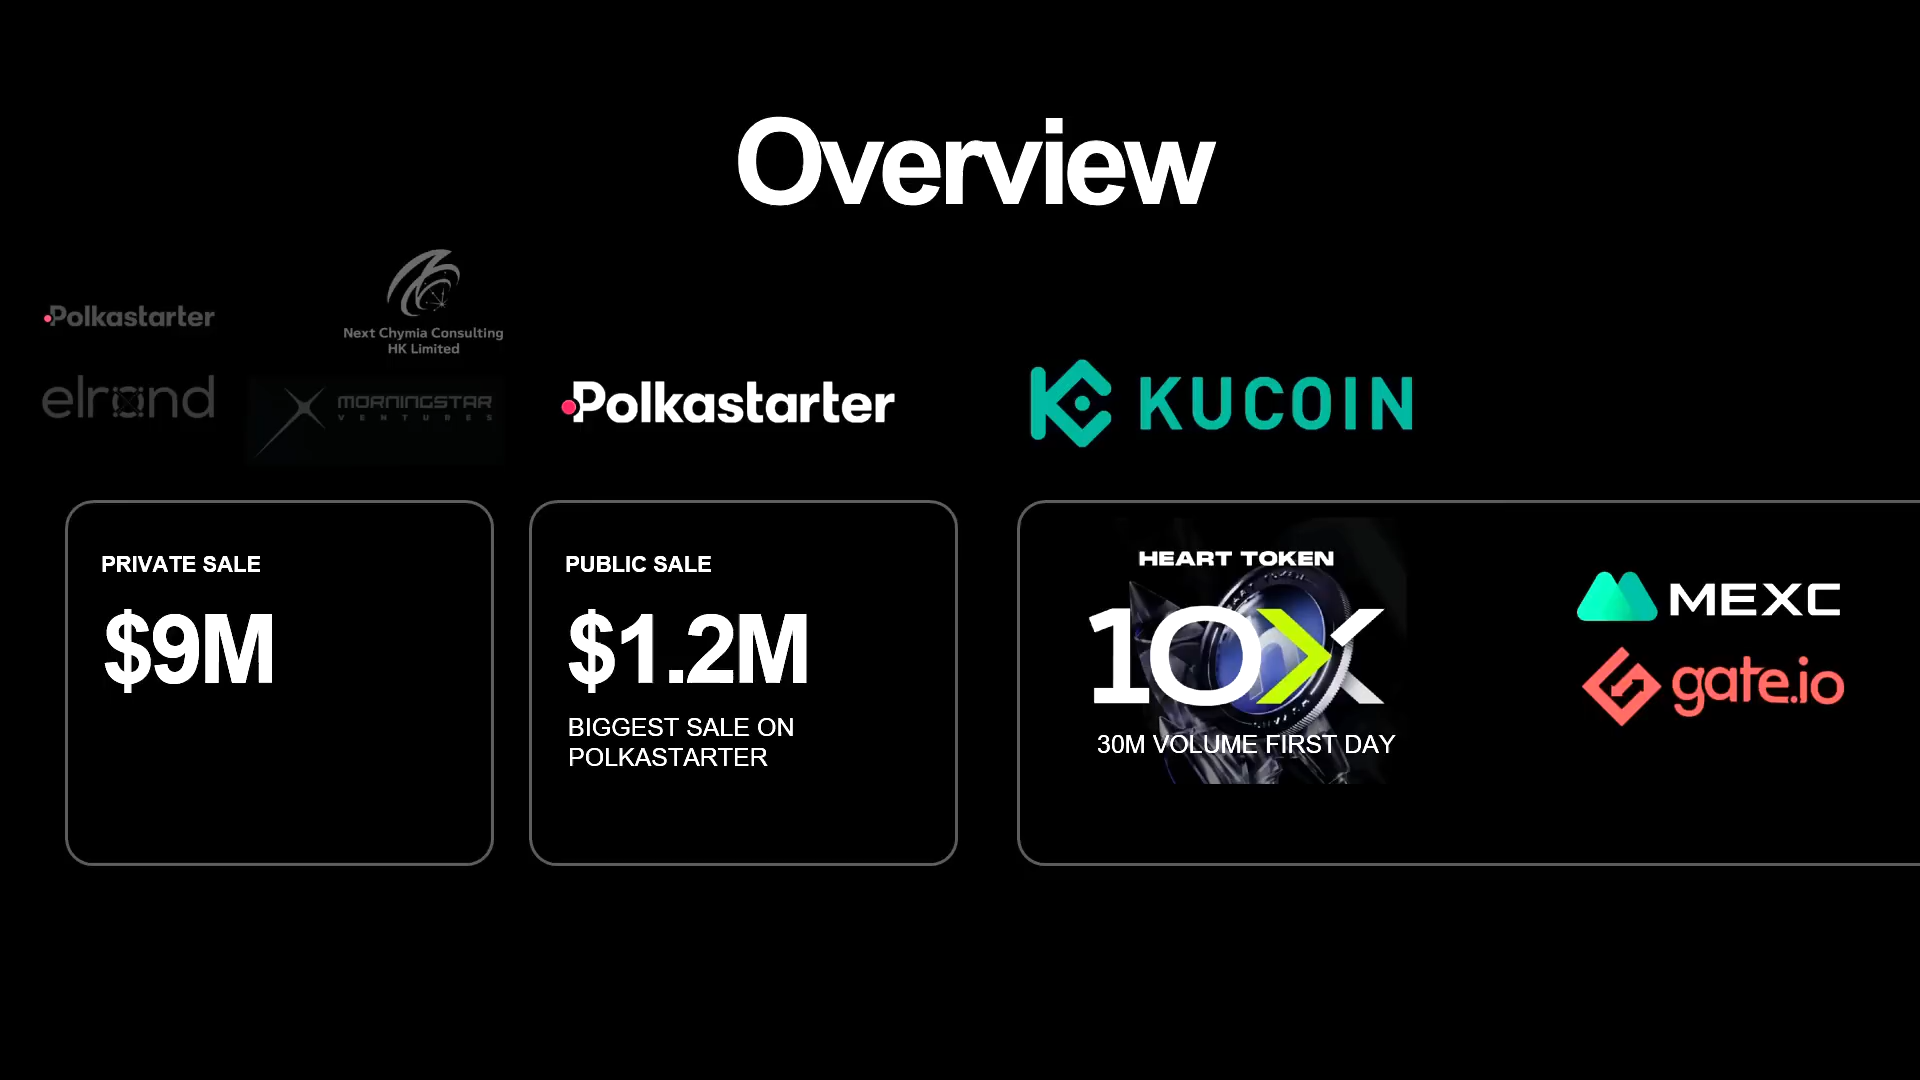 Overview
Polkastarter
Next Chymia Consulting
HK Limited
elrond
MORNINGSTAR
VENTURES
Polkastarter
KUCOIN
PRIVATE SALE
$9M
PUBLIC SALE
$1.2M
BIGGEST SALE ON
POLKASTARTER
HEART TOKEN
10X
30M VOLUME FIRST DAY
MEXC
gate.io